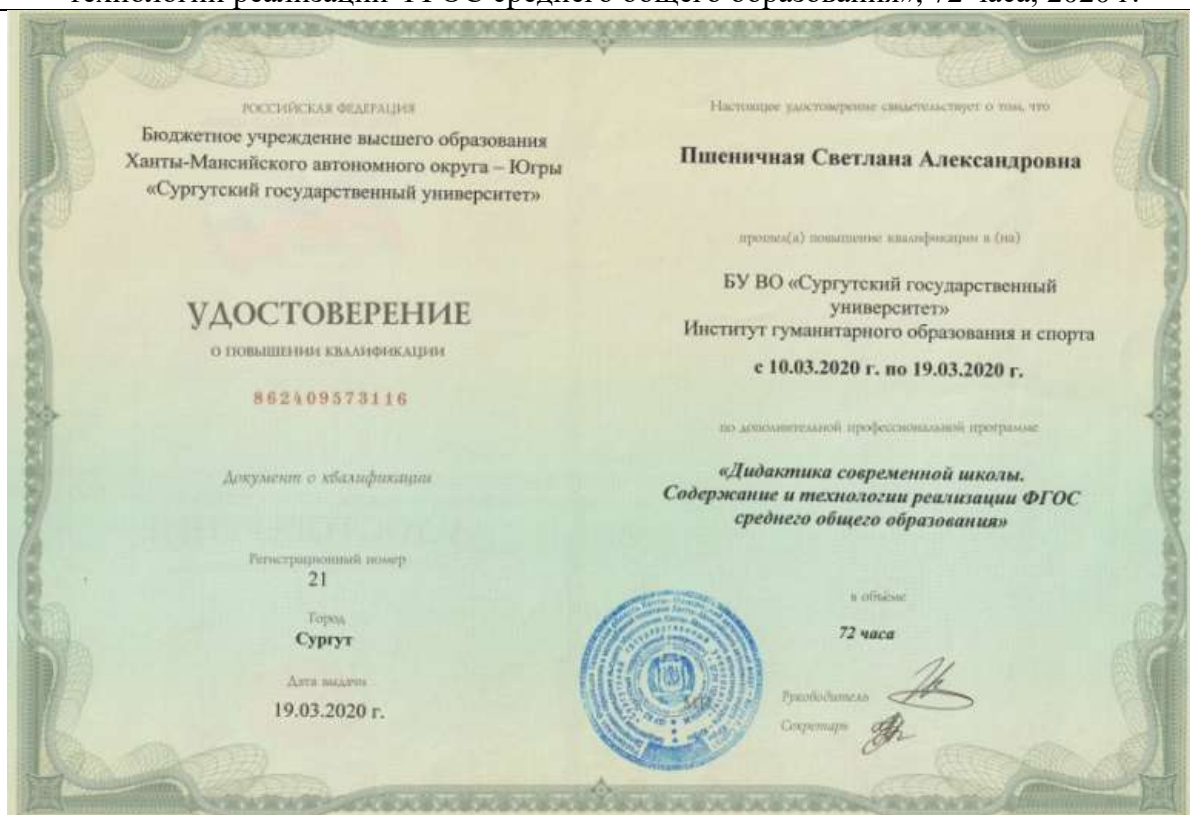 технологии реализации ФГОС среднего общего образования», 72 часа, 2020 г.
РОССИЙСКАЯ ФЕДЕРАЦИЯ
Бюджетное учреждение высшего образования
Ханты-Мансийского автономного округа – Югры
«Сургутский государственный университет»
УДОСТОВЕРЕНИЕ
О ПОВЫШЕНИИ КВАЛИФИКАЦИИ
862409573116
Документ о квалификации
Регистрационный номер
21
Город
Сургут
Дата выдачи
19.03.2020 г.
Настоящее удостоверение свидетельствует о том, что
Пшеничная Светлана Александровна
прошел(а) повышение квалификации в (на)
БУ ВО «Сургутский государственный
университет»
Институт гуманитарного образования и спорта
с 10.03.2020 г. по 19.03.2020 г.
по дополнительной профессиональной программе
«Дидактика современной школы.
Содержание и технологии реализации ФГОС
среднего общего образования»
в объёме
72 часа
Руководитель
Секретарь